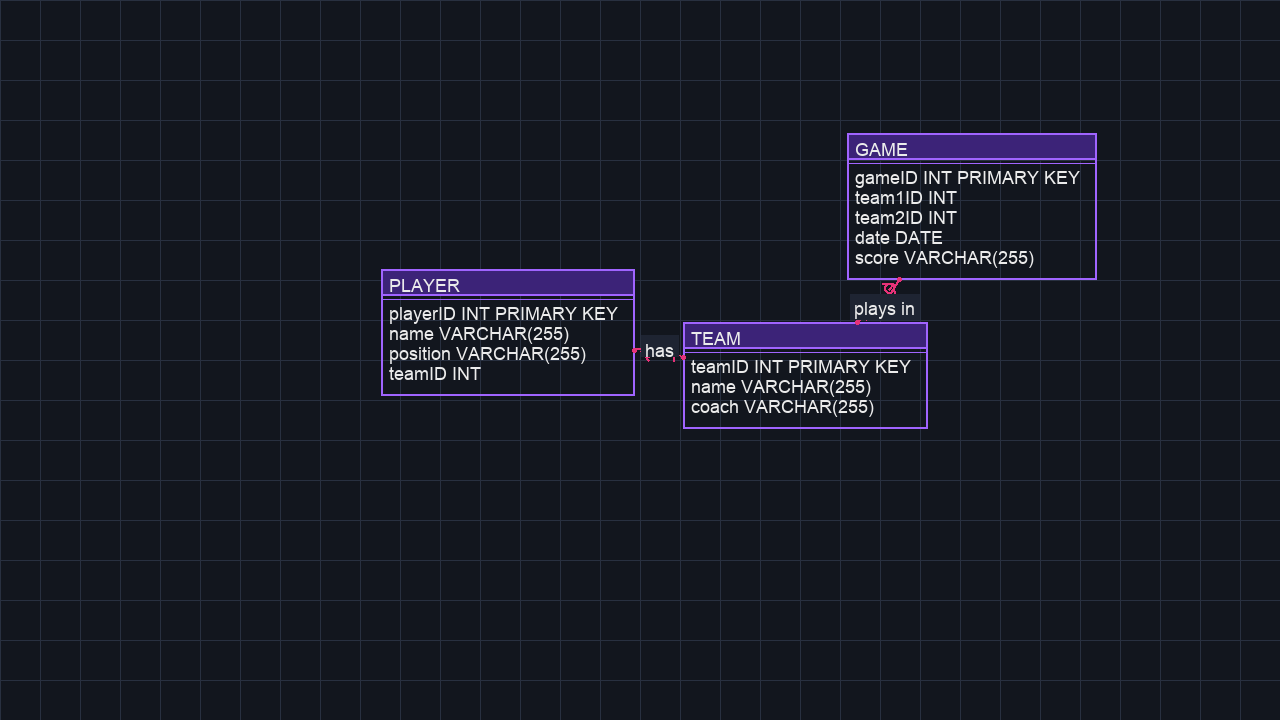 GAME
gameID INT PRIMARY KEY
team1ID INT
team2ID INT
date DATE
score VARCHAR(255)
PLAYER
playerID INT PRIMARY KEY
name VARCHAR(255)
position VARCHAR(255)
teamID INT
has
plays in
TEAM
teamID INT PRIMARY KEY
name VARCHAR(255)
coach VARCHAR(255)